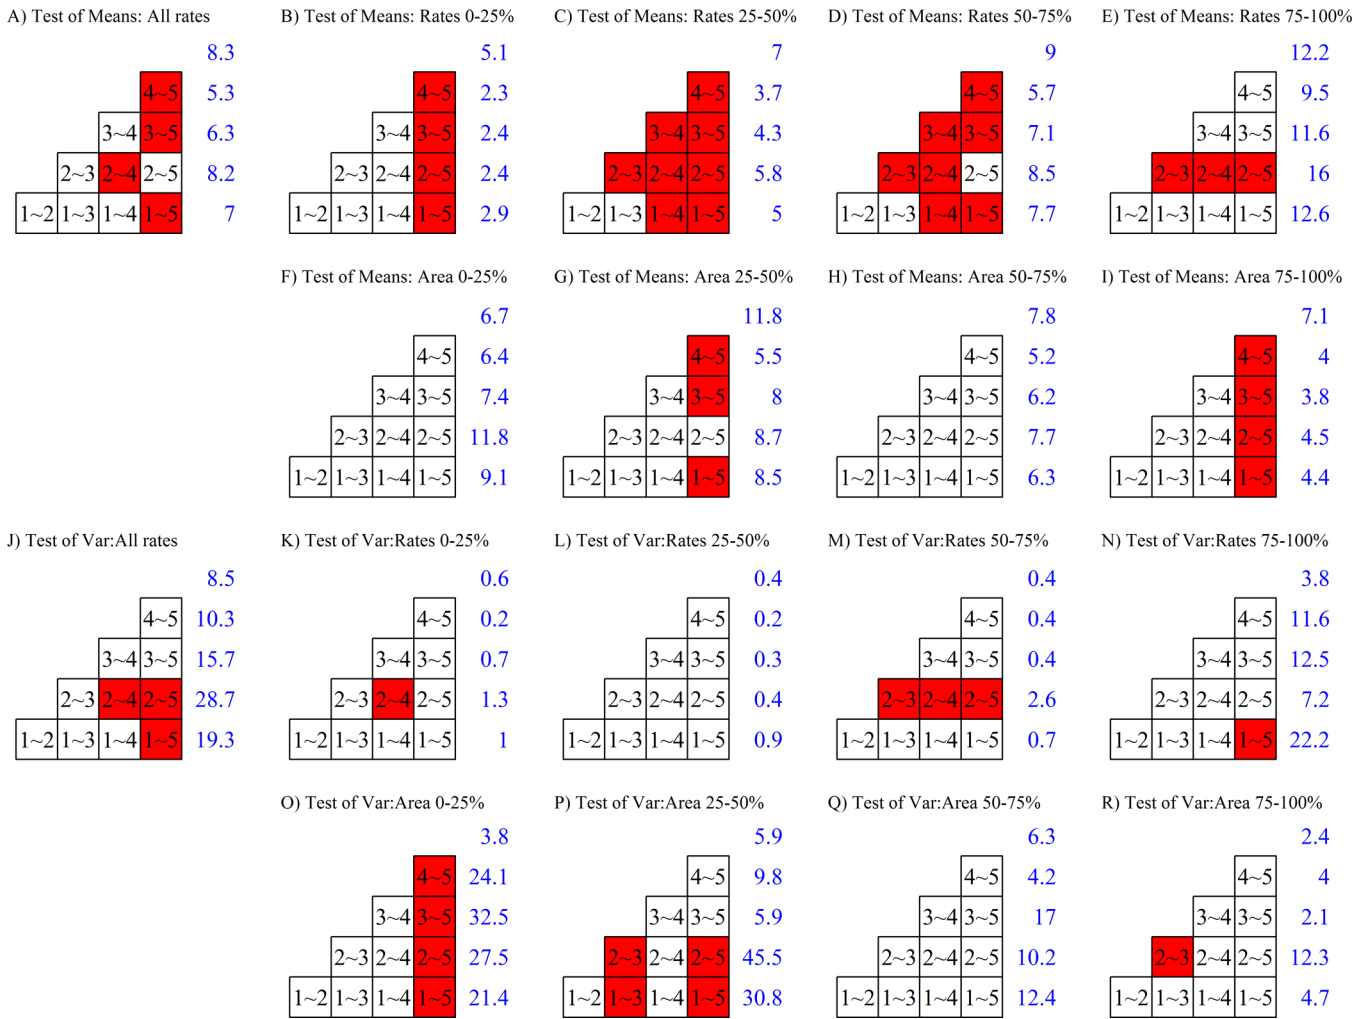 A) Test of Means: All rates
8.3
4~5 5.3
3~4 3~5 6.3
2~3 2~4 2~5 8.2
1~2 1~3 1~4 1~5 7
B) Test of Means: Rates 0-25%
5.1
4~5 2.3
3~4 3~5 2.4
2~3 2~4 2~5 2.4
1~2 1~3 1~4 1~5 2.9
C) Test of Means: Rates 25-50%
7
4~5 3.7
3~4 3~5 4.3
2~3 2~4 2~5 5.8
1~2 1~3 1~4 1~5 5
D) Test of Means: Rates 50-75%
9
4~5 5.7
3~4 3~5 7.1
2~3 2~4 2~5 8.5
1~2 1~3 1~4 1~5 7.7
E) Test of Means: Rates 75-100%
12.2
4~5 9.5
3~4 3~5 11.6
2~3 2~4 2~5 16
1~2 1~3 1~4 1~5 12.6
F) Test of Means: Area 0-25%
6.7
4~5 6.4
3~4 3~5 7.4
2~3 2~4 2~5 11.8
1~2 1~3 1~4 1~5 9.1
G) Test of Means: Area 25-50%
11.8
4~5 5.5
3~4 3~5 8
2~3 2~4 2~5 8.7
1~2 1~3 1~4 1~5 8.5
H) Test of Means: Area 50-75%
7.8
4~5 5.2
3~4 3~5 6.2
2~3 2~4 2~5 7.7
1~2 1~3 1~4 1~5 6.3
I) Test of Means: Area 75-100%
7.1
4~5 4
3~4 3~5 3.8
2~3 2~4 2~5 4.5
1~2 1~3 1~4 1~5 4.4
J) Test of Var:All rates
8.5
4~5 10.3
3~4 3~5 15.7
2~3 2~4 2~5 28.7
1~2 1~3 1~4 1~5 19.3
K) Test of Var:Rates 0-25%
0.6
4~5 0.2
3~4 3~5 0.7
2~3 2~4 2~5 1.3
1~2 1~3 1~4 1~5 1
L) Test of Var:Rates 25-50%
0.4
4~5 0.2
3~4 3~5 0.3
2~3 2~4 2~5 0.4
1~2 1~3 1~4 1~5 0.9
M) Test of Var:Rates 50-75%
0.4
4~5 0.4
3~4 3~5 0.4
2~3 2~4 2~5 2.6
1~2 1~3 1~4 1~5 0.7
N) Test of Var:Rates 75-100%
3.8
4~5 11.6
3~4 3~5 12.5
2~3 2~4 2~5 7.2
1~2 1~3 1~4 1~5 22.2
O) Test of Var:Area 0-25%
3.8
4~5 24.1
3~4 3~5 32.5
2~3 2~4 2~5 27.5
1~2 1~3 1~4 1~5 21.4
P) Test of Var:Area 25-50%
5.9
4~5 9.8
3~4 3~5 5.9
2~3 2~4 2~5 45.5
1~2 1~3 1~4 1~5 30.8
Q) Test of Var:Area 50-75%
6.3
4~5 4.2
3~4 3~5 17
2~3 2~4 2~5 10.2
1~2 1~3 1~4 1~5 12.4
R) Test of Var:Area 75-100%
2.4
4~5 4
3~4 3~5 2.1
2~3 2~4 2~5 12.3
1~2 1~3 1~4 1~5 4.7